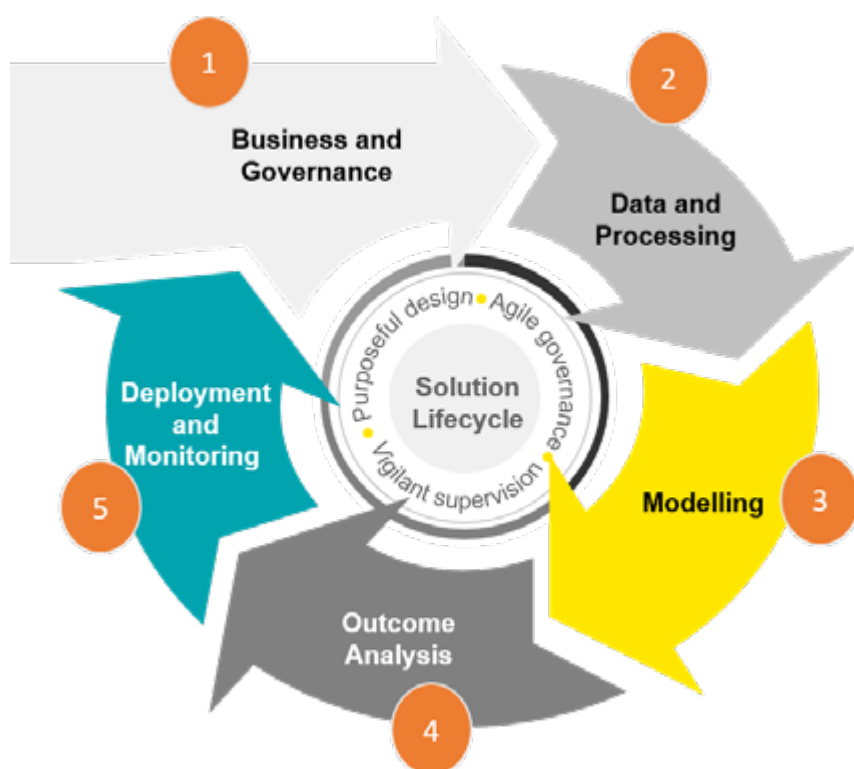 1
Business and
Governance
2
Data and
Processing
3
Modelling
4
Outcome
Analysis
5
Deployment
and
Monitoring
Purposeful design
Agile governance
Vigilant supervision
Solution
Lifecycle